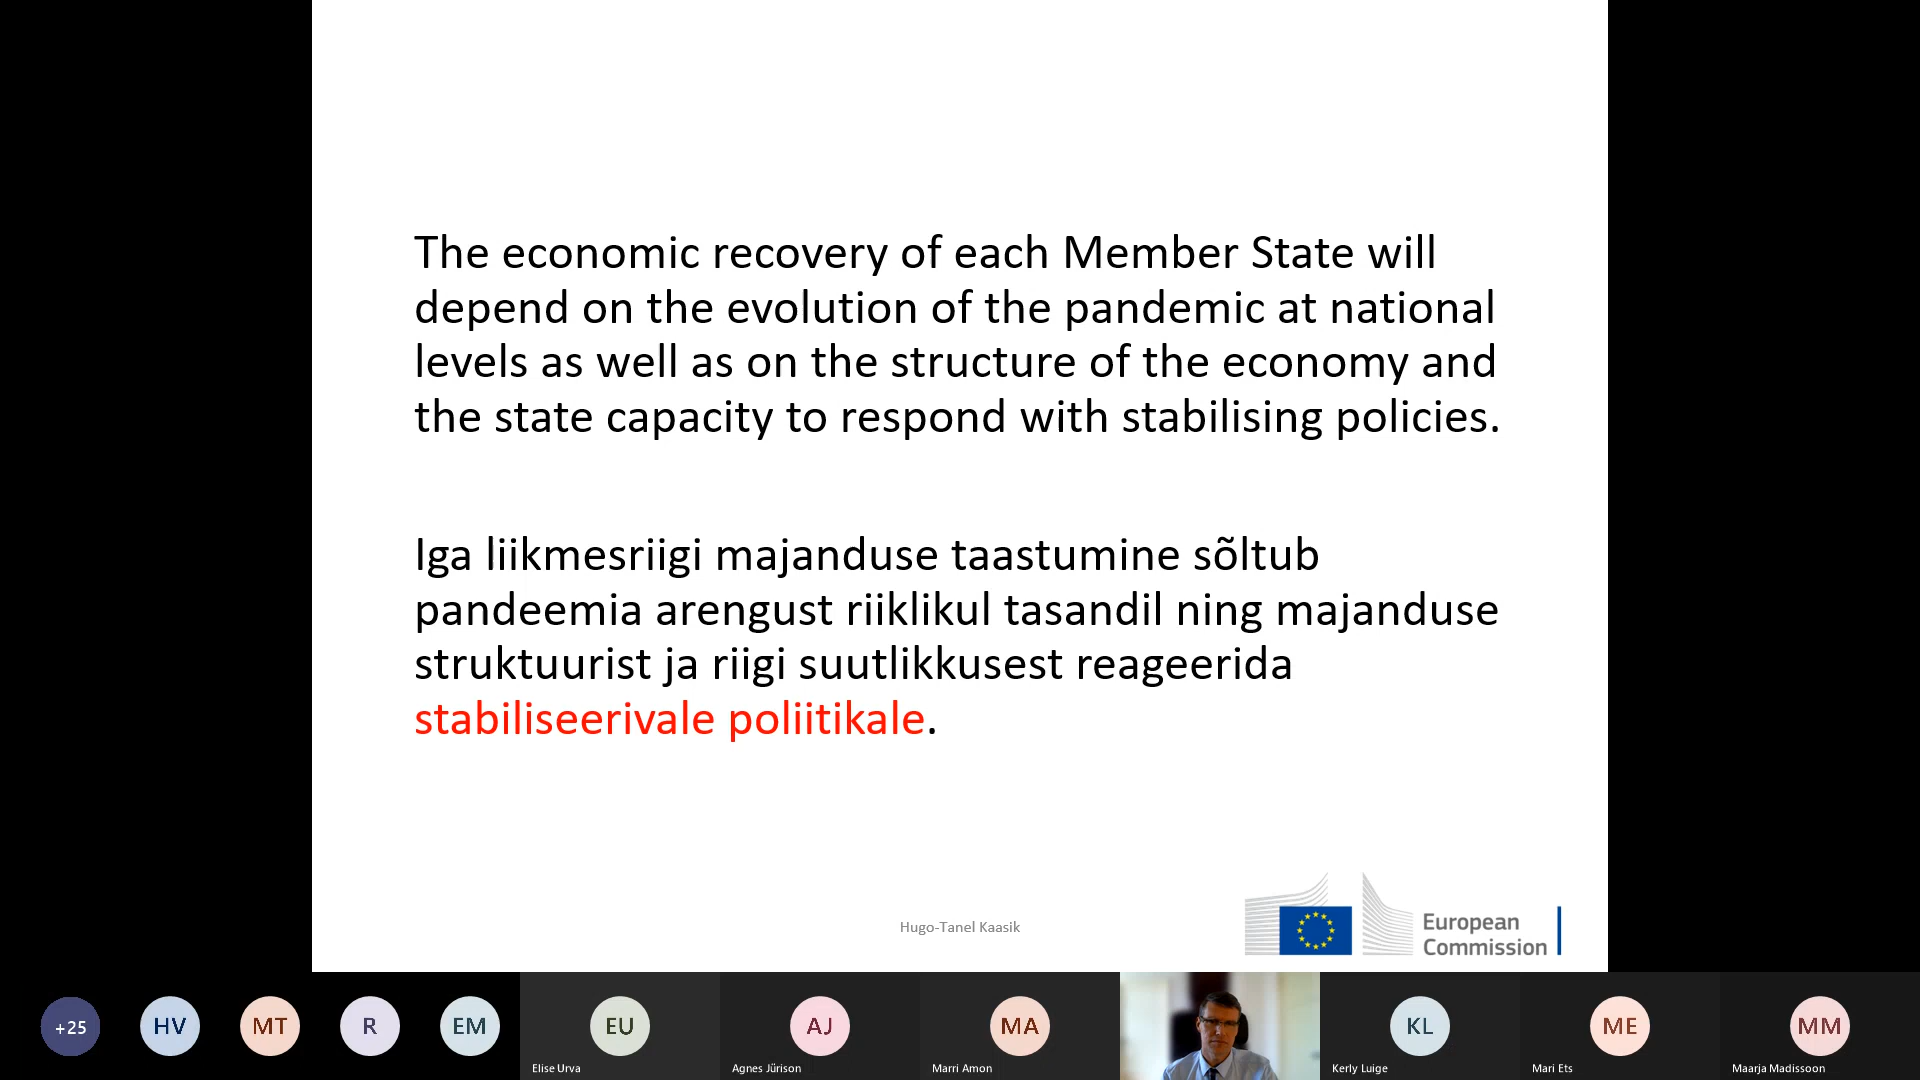 The economic recovery of each Member State will
depend on the evolution of the pandemic at national
levels as well as on the structure of the economy and
the state capacity to respond with stabilising policies.
Iga liikmesriigi majanduse taastumine sõltub
pandeemia arengust riiklikul tasandil ning majanduse
struktuurist ja riigi suutlikkusest reageerida
stabiliseerivale poliitikale.
Hugo-Tanel Kaasik
European
Commission
+25
HV
MT
R
EM
EU
AJ
MA
KL
ME
MM
Elise Urva
Agnes Jürison
Marri Amon
Kerly Luige
Mari Ets
Maarja Madissoon